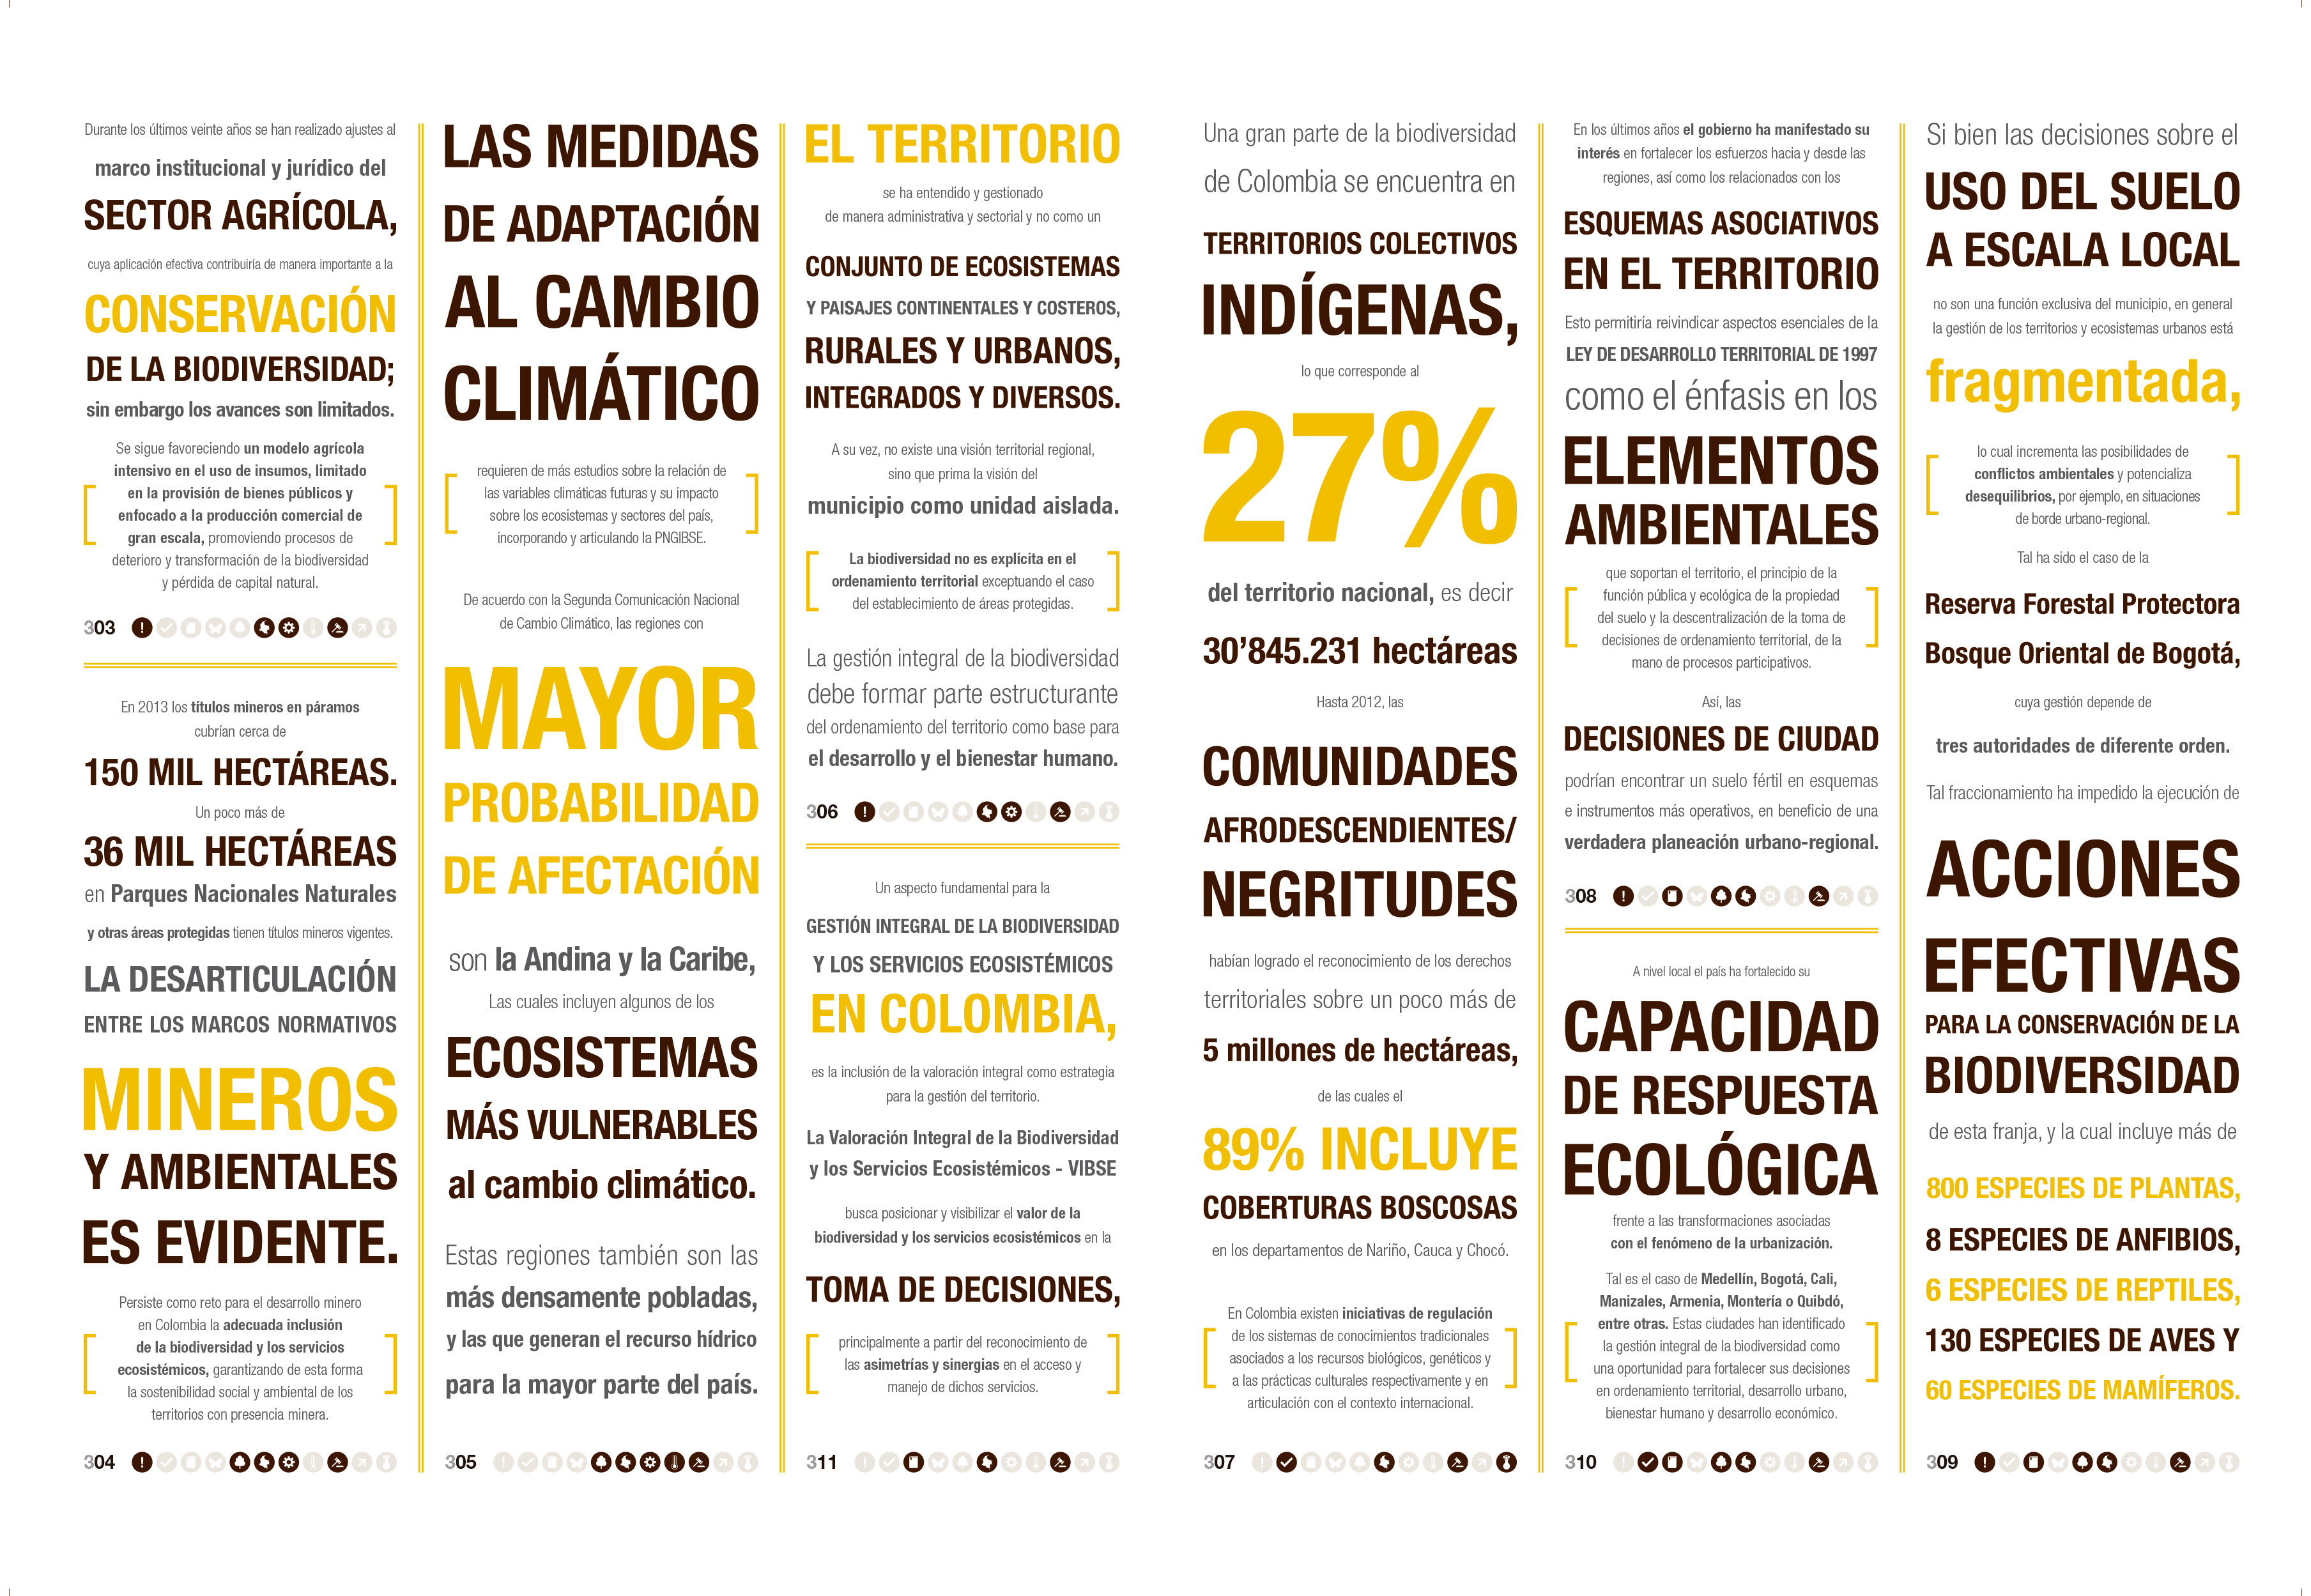 Durante los últimos veinte años se han realizado ajustes al
marco institucional y jurídico del
SECTOR AGRÍCOLA,
cuya aplicación efectiva contribuiría de manera importante a la
CONSERVACIÓN
DE LA BIODIVERSIDAD;
sin embargo los avances son limitados.
Se sigue favoreciendo un modelo agrícola
intensivo en el uso de insumos, limitado
en la provisión de bienes públicos y
enfocado a la producción comercial de
gran escala, promoviendo procesos de
deterioro y transformación de la biodiversidad
y pérdida de capital natural.
303
En 2013 los títulos mineros en páramos
cubrían cerca de
150 MIL HECTÁREAS.
Un poco más de
36 MIL HECTÁREAS
en Parques Nacionales Naturales
y otras áreas protegidas tienen títulos mineros vigentes.
LA DESARTICULACIÓN
ENTRE LOS MARCOS NORMATIVOS
MINEROS
Y AMBIENTALES
ES EVIDENTE.
Persiste como reto para el desarrollo minero
en Colombia la adecuada inclusión
de la biodiversidad y los servicios
ecosistémicos, garantizando de esta forma
la sostenibilidad social y ambiental de los
territorios con presencia minera.
304
LAS MEDIDAS
DE ADAPTACIÓN
AL CAMBIO
CLIMÁTICO
requieren de más estudios sobre la relación de
las variables climáticas futuras y su impacto
sobre los ecosistemas y sectores del país,
incorporando y articulando la PNGIBSE.
De acuerdo con la Segunda Comunicación Nacional
de Cambio Climático, las regiones con
MAYOR
PROBABILIDAD
DE AFECTACIÓN
son la Andina y la Caribe,
Las cuales incluyen algunos de los
ECOSISTEMAS
MÁS VULNERABLES
al cambio climático.
Estas regiones también son las
más densamente pobladas,
y las que generan el recurso hídrico
para la mayor parte del país.
305
EL TERRITORIO
se ha entendido y gestionado
de manera administrativa y sectorial y no como un
CONJUNTO DE ECOSISTEMAS
Y PAISAJES CONTINENTALES Y COSTEROS,
RURALES Y URBANOS,
INTEGRADOS Y DIVERSOS.
A su vez, no existe una visión territorial regional,
sino que prima la visión del
municipio como unidad aislada.
La biodiversidad no es explícita en el
ordenamiento territorial exceptuando el caso
del establecimiento de áreas protegidas.
La gestión integral de la biodiversidad
debe formar parte estructurante
del ordenamiento del territorio como base para
el desarrollo y el bienestar humano.
306
Un aspecto fundamental para la
GESTIÓN INTEGRAL DE LA BIODIVERSIDAD
Y LOS SERVICIOS ECOSISTÉMICOS
EN COLOMBIA,
es la inclusión de la valoración integral como estrategia
para la gestión del territorio.
La Valoración Integral de la Biodiversidad
y los Servicios Ecosistémicos - VIBSE
busca posicionar y visibilizar el valor de la
biodiversidad y los servicios ecosistémicos en la
TOMA DE DECISIONES,
principalmente a partir del reconocimiento de
las asimetrías y sinergias en el acceso y
manejo de dichos servicios.
311
Una gran parte de la biodiversidad
de Colombia se encuentra en
TERRITORIOS COLECTIVOS
INDÍGENAS,
lo que corresponde al
27%
del territorio nacional, es decir
30’845.231 hectáreas
Hasta 2012, las
COMUNIDADES
AFRODESCENDIENTES/
NEGRITUDES
habían logrado el reconocimiento de los derechos
territoriales sobre un poco más de
5 millones de hectáreas,
de las cuales el
89% INCLUYE
COBERTURAS BOSCOSAS
en los departamentos de Nariño, Cauca y Chocó.
En Colombia existen iniciativas de regulación
de los sistemas de conocimientos tradicionales
asociados a los recursos biológicos, genéticos y
a las prácticas culturales respectivamente y en
articulación con el contexto internacional.
307
En los últimos años el gobierno ha manifestado su
interés en fortalecer los esfuerzos hacia y desde las
regiones, así como los relacionados con los
ESQUEMAS ASOCIATIVOS
EN EL TERRITORIO
Esto permitiría reivindicar aspectos esenciales de la
LEY DE DESARROLLO TERRITORIAL DE 1997
como el énfasis en los
ELEMENTOS
AMBIENTALES
que soportan el territorio, el principio de la
función pública y ecológica de la propiedad
del suelo y la descentralización de la toma de
decisiones de ordenamiento territorial, de la
mano de procesos participativos.
Así, las
DECISIONES DE CIUDAD
podrían encontrar un suelo fértil en esquemas
e instrumentos más operativos, en beneficio de una
verdadera planeación urbano-regional.
308
A nivel local el país ha fortalecido su
CAPACIDAD
DE RESPUESTA
ECOLÓGICA
frente a las transformaciones asociadas
con el fenómeno de la urbanización.
Tal es el caso de Medellín, Bogotá, Cali,
Manizales, Armenia, Montería o Quibdó,
entre otras. Estas ciudades han identificado
la gestión integral de la biodiversidad como
una oportunidad para fortalecer sus decisiones
en ordenamiento territorial, desarrollo urbano,
bienestar humano y desarrollo económico.
310
Si bien las decisiones sobre el
USO DEL SUELO
A ESCALA LOCAL
no son una función exclusiva del municipio, en general
la gestión de los territorios y ecosistemas urbanos está
fragmentada,
lo cual incrementa las posibilidades de
conflictos ambientales y potencializa
desequilibrios, por ejemplo, en situaciones
de borde urbano-regional.
Tal ha sido el caso de la
Reserva Forestal Protectora
Bosque Oriental de Bogotá,
cuya gestión depende de
tres autoridades de diferente orden.
Tal fraccionamiento ha impedido la ejecución de
ACCIONES
EFECTIVAS
PARA LA CONSERVACIÓN DE LA
BIODIVERSIDAD
de esta franja, y la cual incluye más de
800 ESPECIES DE PLANTAS,
8 ESPECIES DE ANFIBIOS,
6 ESPECIES DE REPTILES,
130 ESPECIES DE AVES Y
60 ESPECIES DE MAMÍFEROS.
309